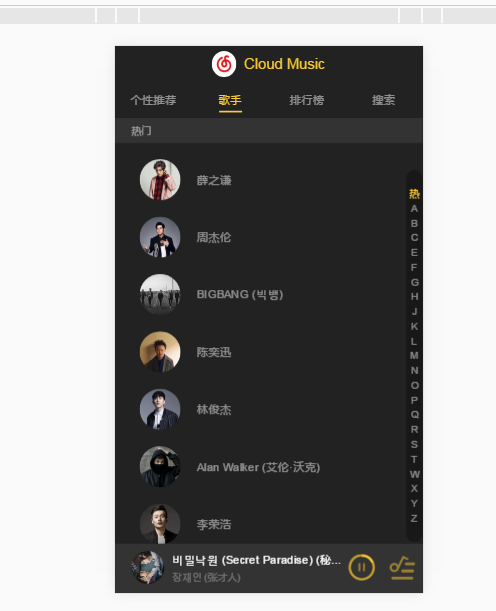 Cloud Music
个性推荐 歌手 排行榜 搜索
热门
薛之谦
周杰伦
BIGBANG (빅뱅)
陈奕迅
林俊杰
Alan Walker (艾伦·沃克)
李荣浩
热
A
B
C
E
F
G
H
J
K
L
M
N
O
P
Q
R
S
T
W
X
Y
Z
비밀낙원 (Secret Paradise) (秘...
장재인 (张才人)